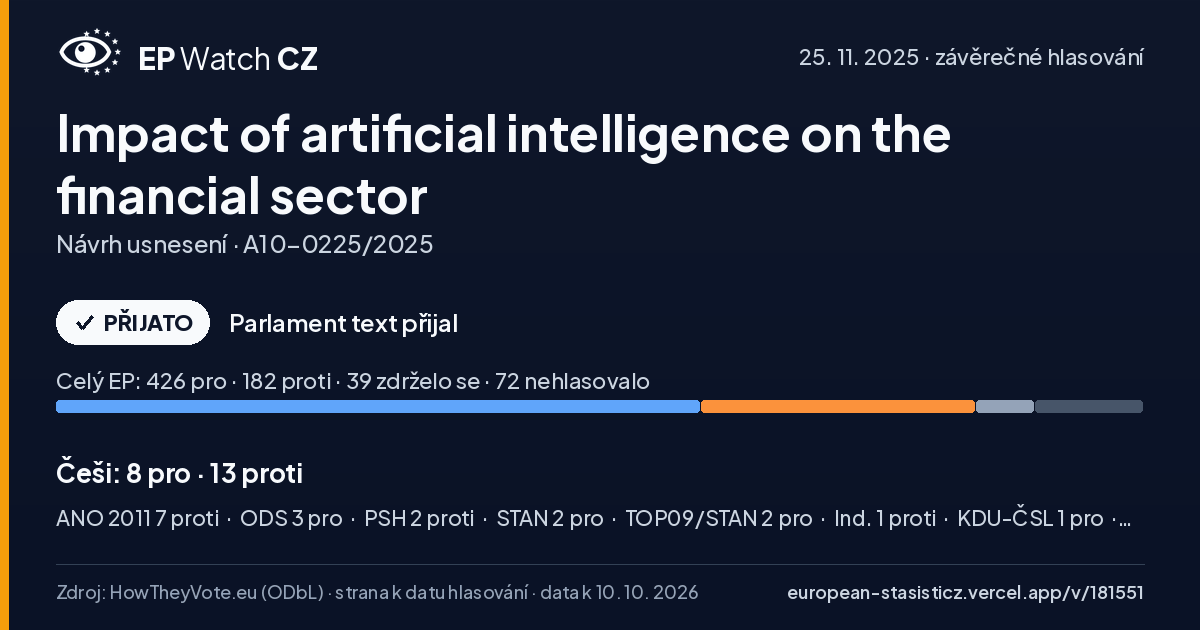 EP Watch CZ
25. 11. 2025 · závěrečné hlasování
Impact of artificial intelligence on the
financial sector
Návrh usnesení · A10-0225/2025
✓ PŘIJATO Parlament text přijal
Celý EP: 426 pro · 182 proti · 39 zdrželo se · 72 nehlasovalo
Češi: 8 pro · 13 proti
ANO 2011 7 proti · ODS 3 pro · PSH 2 proti · STAN 2 pro · TOP09/STAN 2 pro · Ind. 1 proti · KDU-ČSL 1 pro ·…
Zdroj: HowTheyVote.eu (ODbL) · strana k datu hlasování · data k 10. 10. 2026
european-stasisticz.vercel.app/v/181551